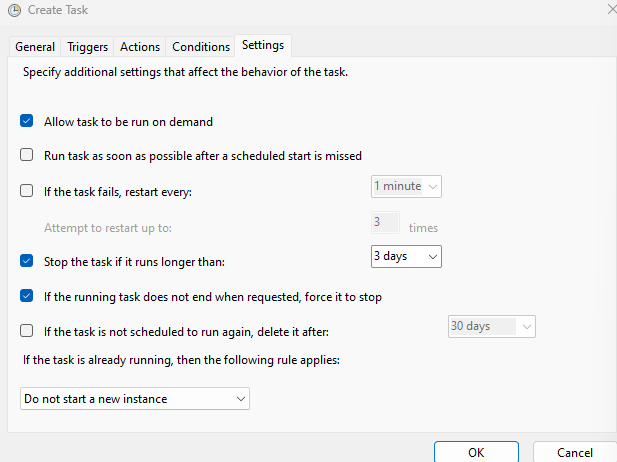 Create Task
General Triggers Actions Conditions Settings
Specify additional settings that affect the behavior of the task.
Allow task to be run on demand
Run task as soon as possible after a scheduled start is missed
If the task fails, restart every: 1 minute
Attempt to restart up to: 3 times
Stop the task if it runs longer than: 3 days
If the running task does not end when requested, force it to stop
If the task is not scheduled to run again, delete it after: 30 days
If the task is already running, then the following rule applies:
Do not start a new instance
OK Cancel